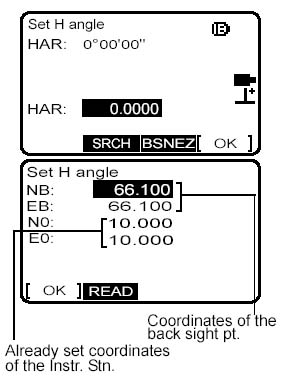 Set H angle
HAR: 0°00'00"
HAR: 0.0000
SRCH BSNEZ [ OK ]
Set H angle
NB: 66.100
EB: 66.100
N0: 10.000
E0: 10.000
[ OK ] READ
Coordinates of the
back sight pt.
Already set coordinates
of the Instr. Stn.